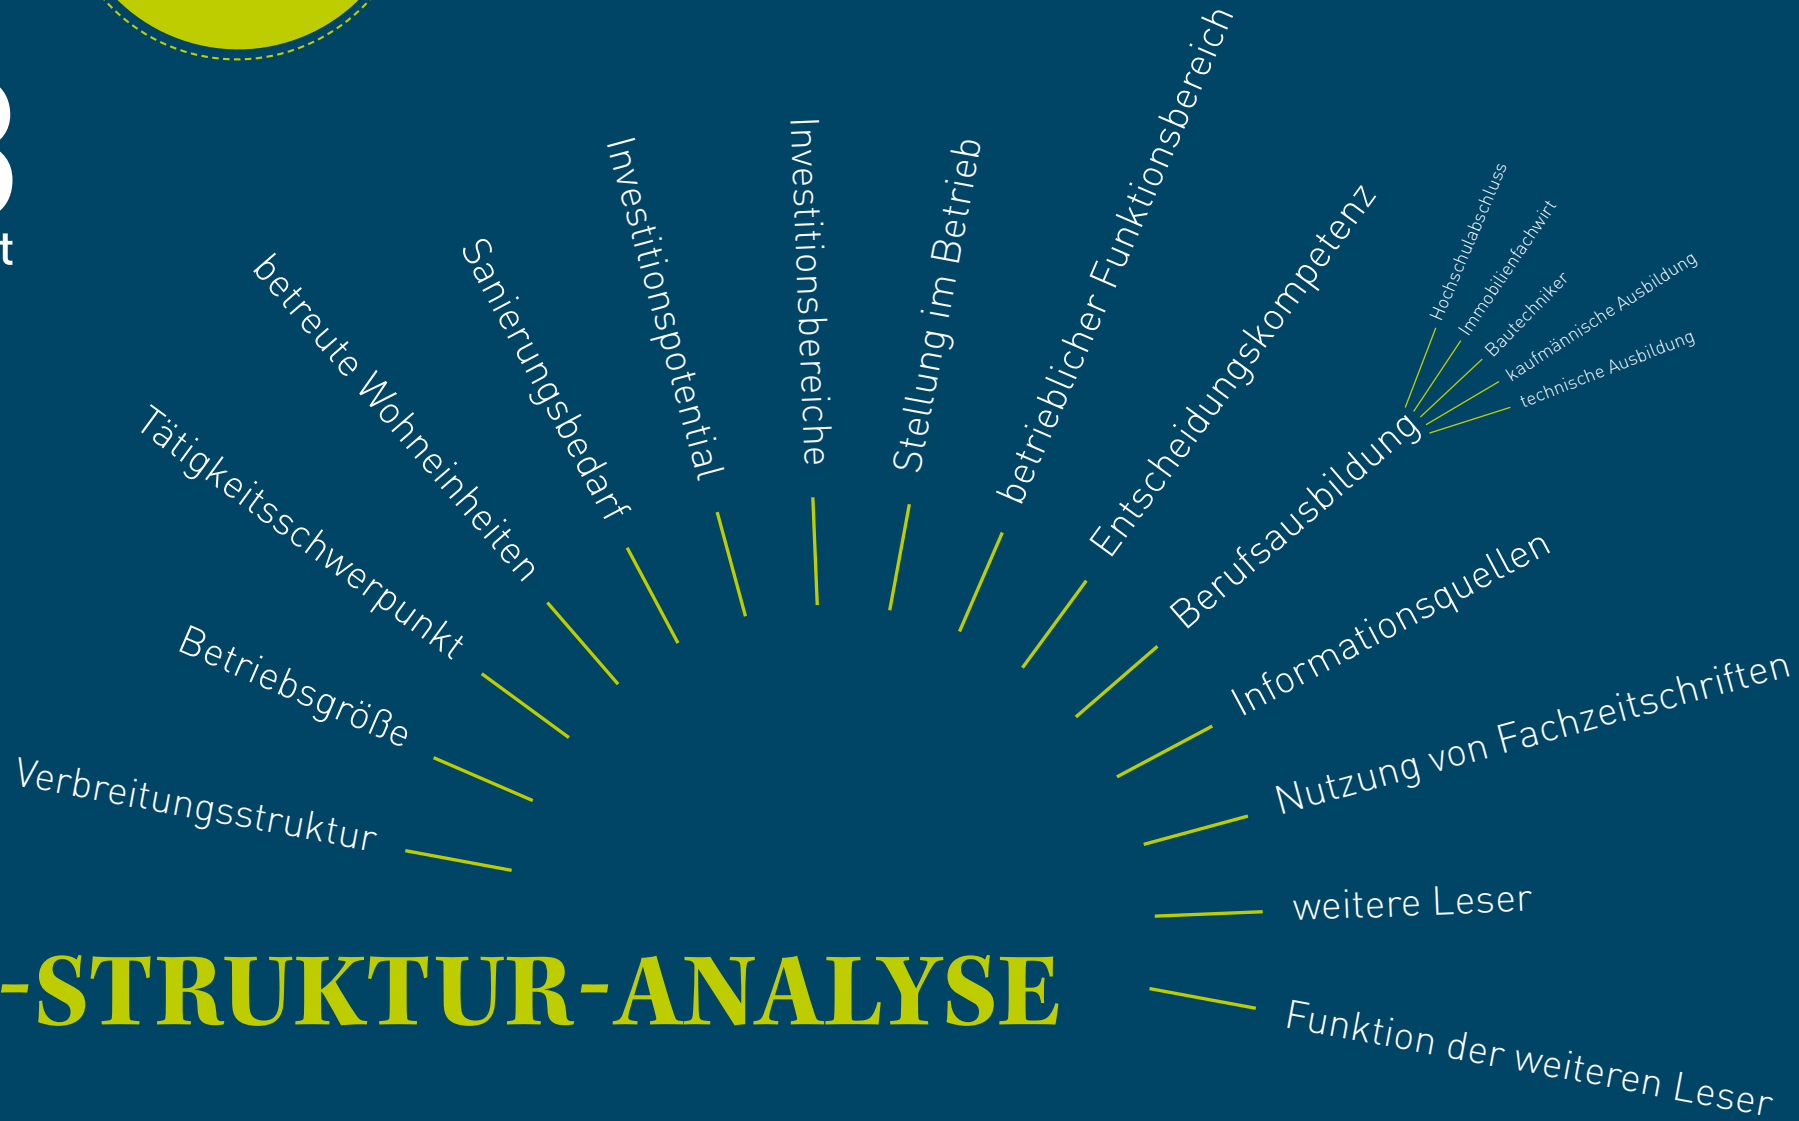 t
Verbreitungsstruktur
Betriebsgröße
Tätigkeitsschwerpunkt
betreute Wohneinheiten
Sanierungsbedarf
Investitionspotential
Investitionsbereiche
Stellung im Betrieb
betrieblicher Funktionsbereich
Entscheidungskompetenz
Berufsausbildung
Hochschulabschluss
Immobilienfachwirt
Bautechniker
kaufmännische Ausbildung
technische Ausbildung
Informationsquellen
Nutzung von Fachzeitschriften
weitere Leser
Funktion der weiteren Leser
-STRUKTUR-ANALYSE